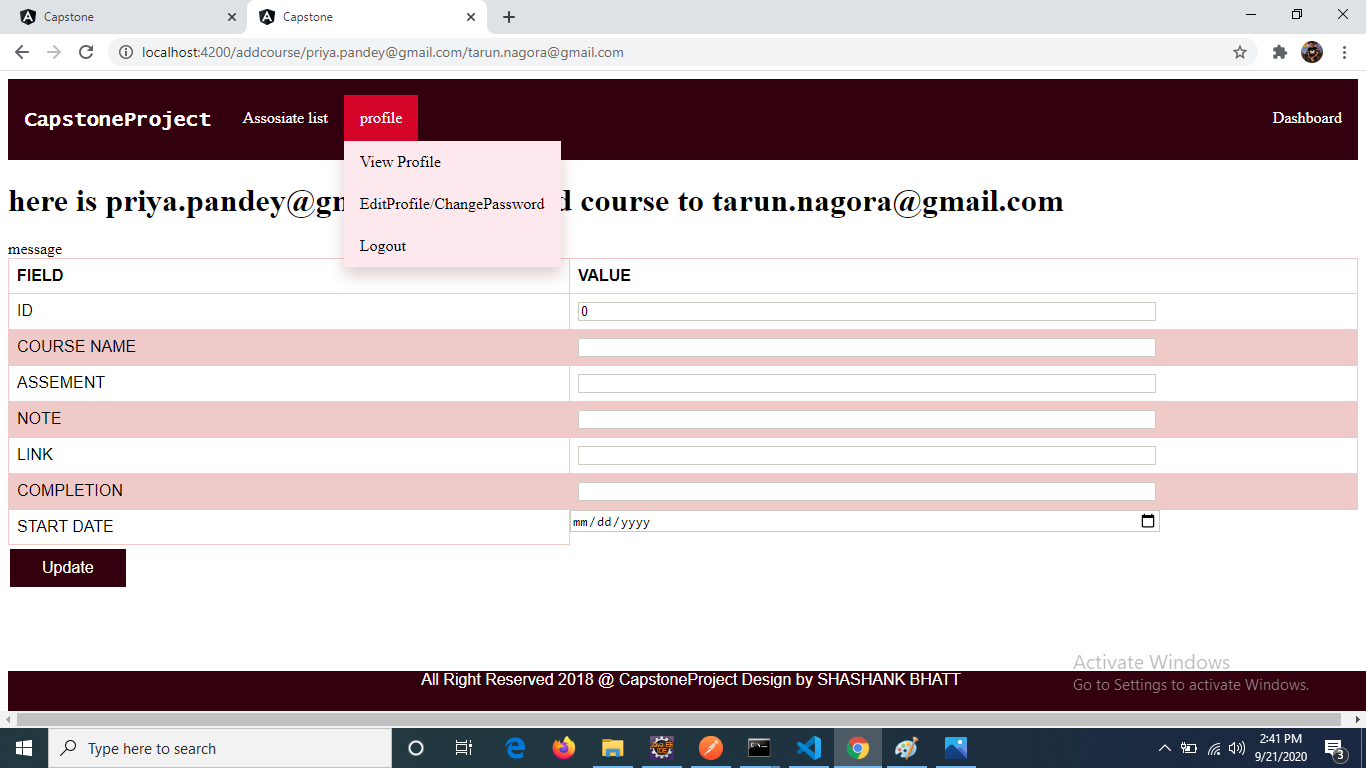 Capstone
Capstone
localhost:4200/addcourse/priya.pandey@gmail.com/tarun.nagora@gmail.com
CapstoneProject Assosiate list profile Dashboard
View Profile
EditProfile/ChangePassword
Logout
here is priya.pandey@ course to tarun.nagora@gmail.com
message
FIELD VALUE
ID 0
COURSE NAME
ASSEMENT
NOTE
LINK
COMPLETION
START DATE mm/dd/yyyy
Update
Activate Windows
Go to Settings to activate Windows.
All Right Reserved 2018 @ CapstoneProject Design by SHASHANK BHATT
Type here to search
2:41 PM
9/21/2020
3